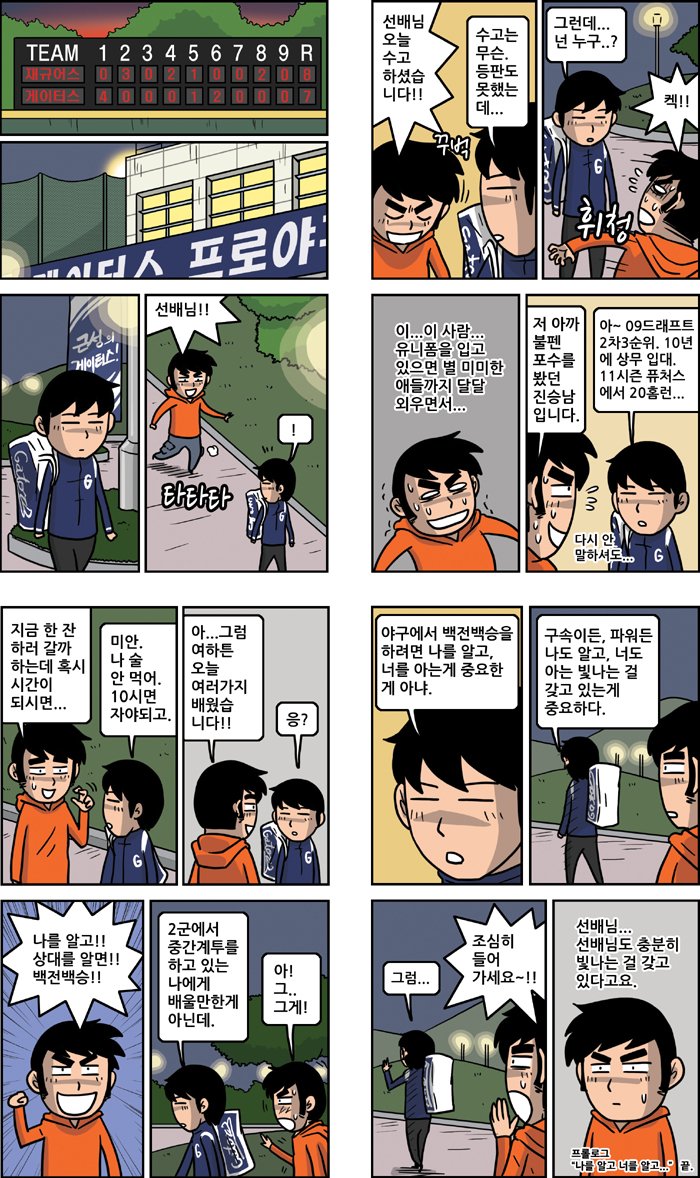 TEAM 1 2 3 4 5 6 7 8 9 R
재규어스 0 3 0 2 1 0 0 2 0 8
게이터스 4 0 0 0 1 2 0 0 0 7
게이터스 프로야구
근성의
게이터스!
G
Gators
선배님!!
타타타
!
Gators
G
선배님
오늘
수고
하셨습
니다!!
꾸벅
수고는
무슨.
등판도
못했는
데...
그런데...
넌 누구..?
켁!!
Gators
G
휘청
이...이 사람...
유니폼을 입고
있으면 별 미미한
애들까지 달달
외우면서...
저 아까
불펜
포수를
봤던
진승남
입니다.
아~ 09드래프트
2차3순위. 10년
에 상무 입대.
11시즌 퓨처스
에서 20홈런...
다시 안
말하셔도...
G
지금 한 잔
하러 갈까
하는데 혹시
시간이
되시면...
미안.
나 술
안 먹어.
10시면
자야되고.
G
아...그럼
여하튼
오늘
여러가지
배웠습
니다!!
응?
G
나를 알고!!
상대를 알면!!
백전백승!!
2군에서
중간계투를
하고 있는
나에게
배울만한게
아닌데.
아!
그..
그게!
G
Gators
야구에서 백전백승을
하려면 나를 알고,
너를 아는게 중요한
게 아냐.
구속이든, 파워든
나도 알고, 너도
아는 빛나는 걸
갖고 있는게
중요하다.
Gators
그럼...
조심히
들어
가세요~!!
선배님...
선배님도 충분히
빛나는 걸 갖고
있다고요.
프롤로그
"나를 알고 너를 알고..." 끝.